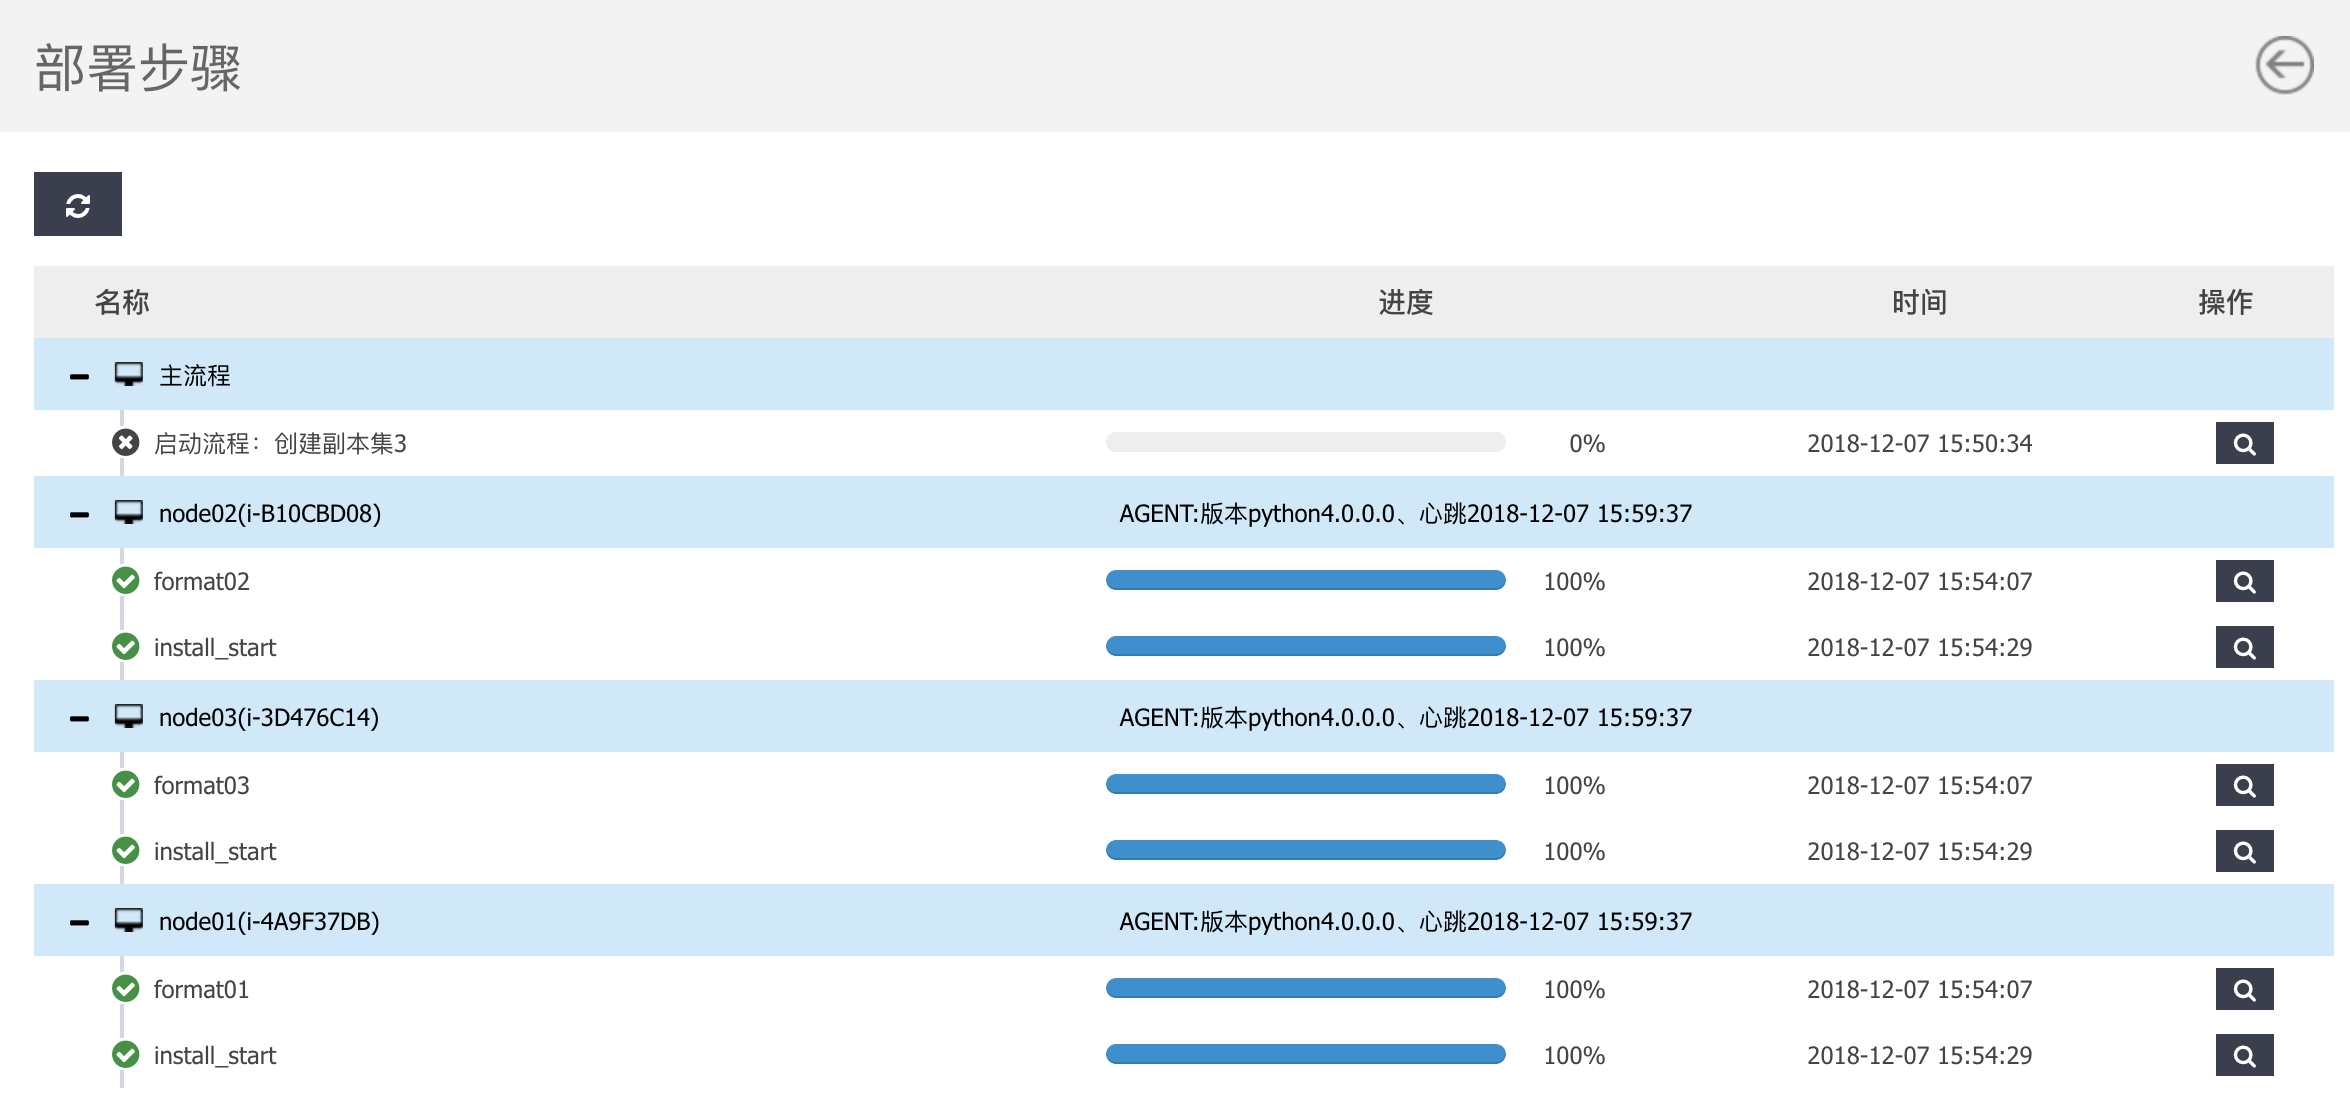 部署步骤
名称 进度 时间 操作
主流程
启动流程：创建副本集3 0% 2018-12-07 15:50:34
node02(i-B10CBD08) AGENT:版本python4.0.0.0、心跳2018-12-07 15:59:37
format02 100% 2018-12-07 15:54:07
install_start 100% 2018-12-07 15:54:29
node03(i-3D476C14) AGENT:版本python4.0.0.0、心跳2018-12-07 15:59:37
format03 100% 2018-12-07 15:54:07
install_start 100% 2018-12-07 15:54:29
node01(i-4A9F37DB) AGENT:版本python4.0.0.0、心跳2018-12-07 15:59:37
format01 100% 2018-12-07 15:54:07
install_start 100% 2018-12-07 15:54:29